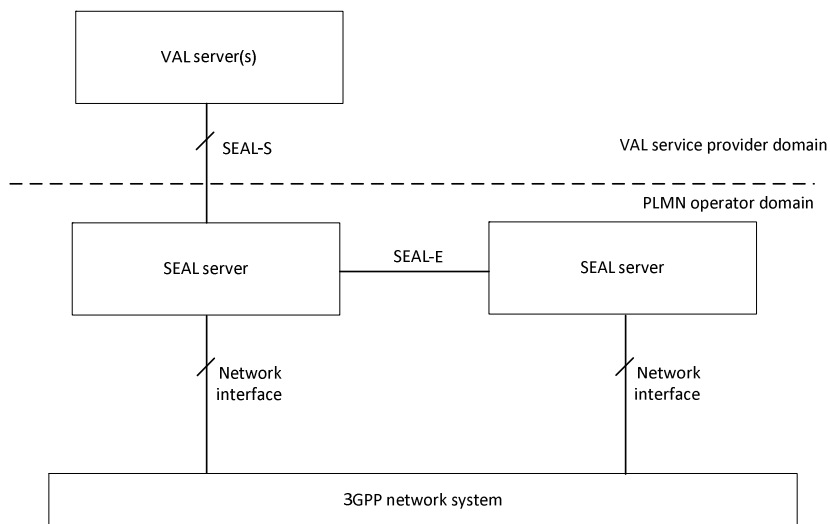 VAL server(s)
SEAL-S
VAL service provider domain
PLMN operator domain
SEAL server
SEAL-E
SEAL server
Network
interface
Network
interface
3GPP network system